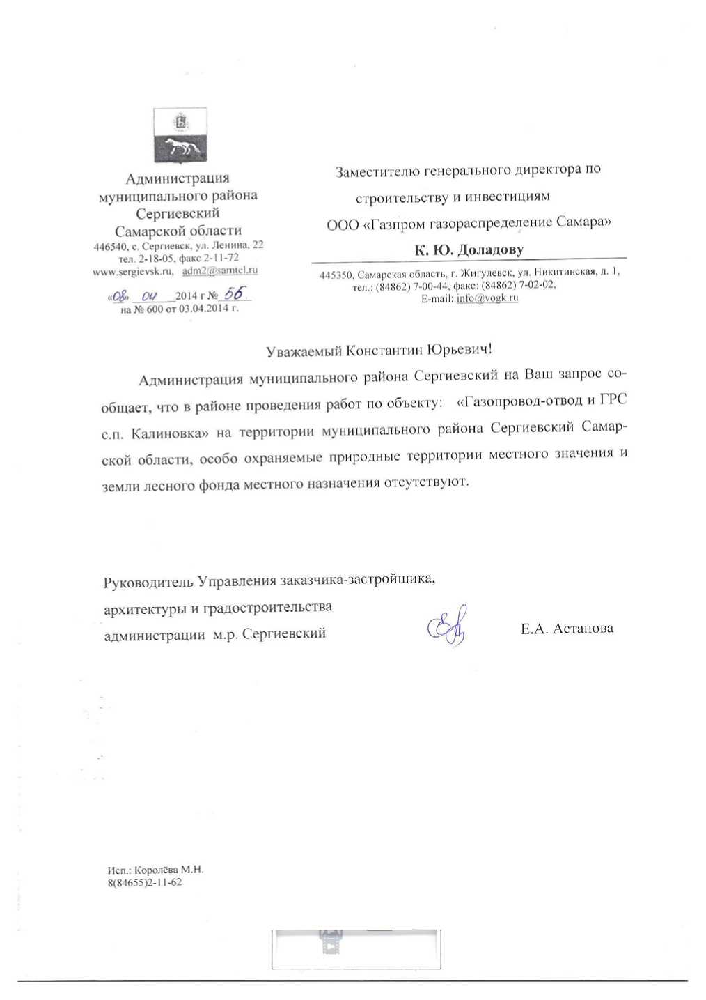 Администрация
муниципального района
Сергиевский
Самарской области
446540, с. Сергиевск, ул. Ленина, 22
тел. 2-18-05, факс 2-11-72
www.sergievsk.ru, adm2@samtel.ru
«08» 04 2014 г № 56.
на № 600 от 03.04.2014 г.
Заместителю генерального директора по
строительству и инвестициям
ООО «Газпром газораспределение Самара»
К. Ю. Доладову
445350, Самарская область, г. Жигулевск, ул. Никитинская, д. 1,
тел.: (84862) 7-00-44, факс: (84862) 7-02-02,
E-mail: info@vogk.ru
Уважаемый Константин Юрьевич!
Администрация муниципального района Сергиевский на Ваш запрос со-
общает, что в районе проведения работ по объекту: «Газопровод-отвод и ГРС
с.п. Калиновка» на территории муниципального района Сергиевский Самар-
ской области, особо охраняемые природные территории местного значения и
земли лесного фонда местного назначения отсутствуют.
Руководитель Управления заказчика-застройщика,
архитектуры и градостроительства
администрации м.р. Сергиевский Е.А. Астапова
Исп.: Королёва М.Н.
8(84655)2-11-62